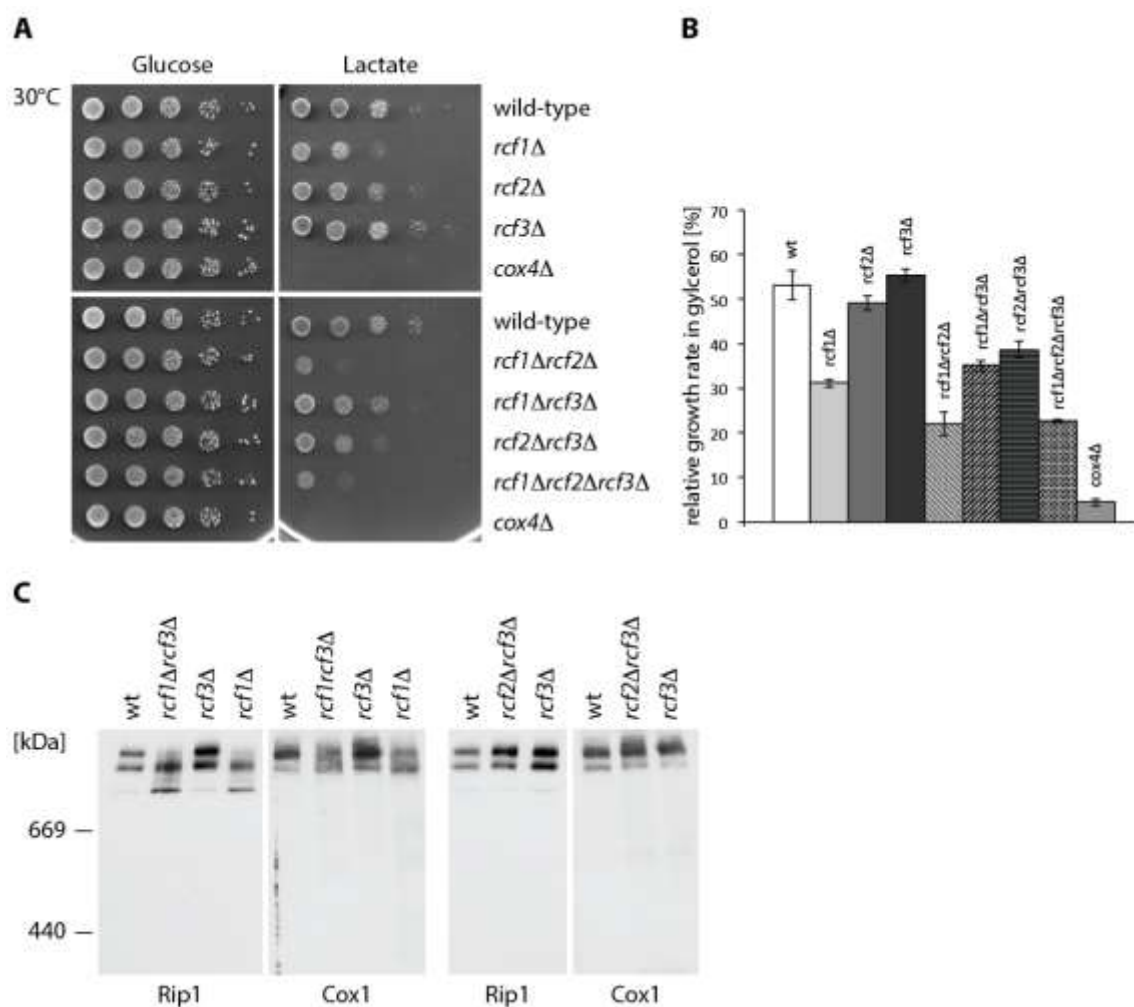 A
Glucose Lactate
30°C
wild-type
rcf1Δ
rcf2Δ
rcf3Δ
cox4Δ
wild-type
rcf1Δrcf2Δ
rcf1Δrcf3Δ
rcf2Δrcf3Δ
rcf1Δrcf2Δrcf3Δ
cox4Δ
B
relative growth rate in gylcerol [%]
70
60
50
40
30
20
10
0
wt
rcf1Δ
rcf2Δ
rcf3Δ
rcf1Δrcf2Δ
rcf1Δrcf3Δ
rcf2Δrcf3Δ
rcf1Δrcf2Δrcf3Δ
cox4Δ
C
wt rcf1Δrcf3Δ rcf3Δ rcf1Δ wt rcf1rcf3Δ rcf3Δ rcf1Δ wt rcf2Δrcf3Δ rcf3Δ wt rcf2Δrcf3Δ rcf3Δ
[kDa]
669
440
Rip1 Cox1 Rip1 Cox1